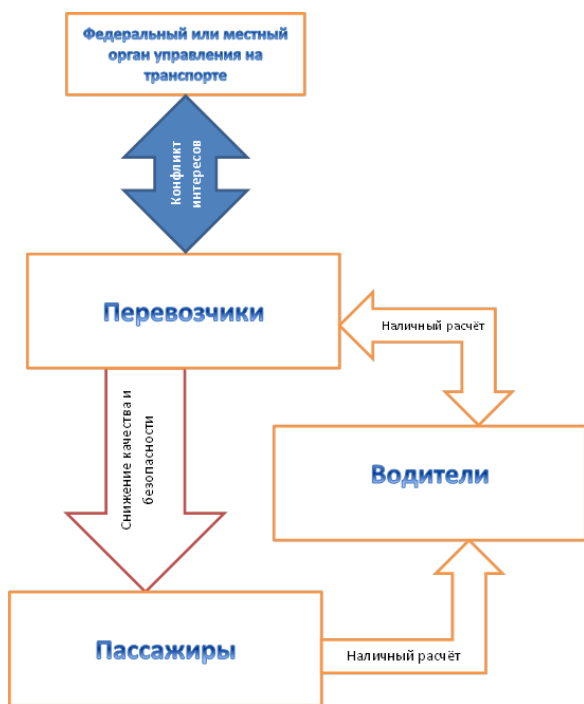 Федеральный или местный
орган управления на
транспорте
Конфликт
интересов
Перевозчики
Наличный расчёт
Снижение качества и
безопасности
Водители
Пассажиры
Наличный расчёт